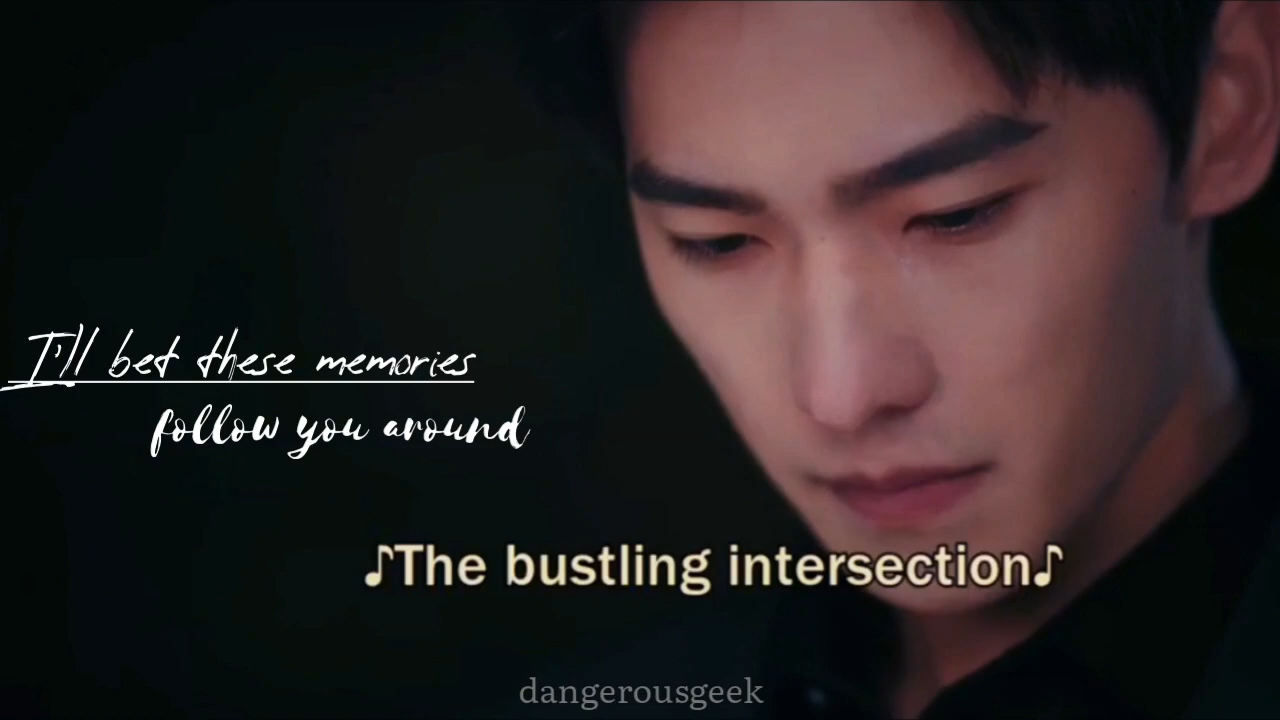 I'll bet these memories
follow you around
♪The bustling intersection♪
dangerousgeek